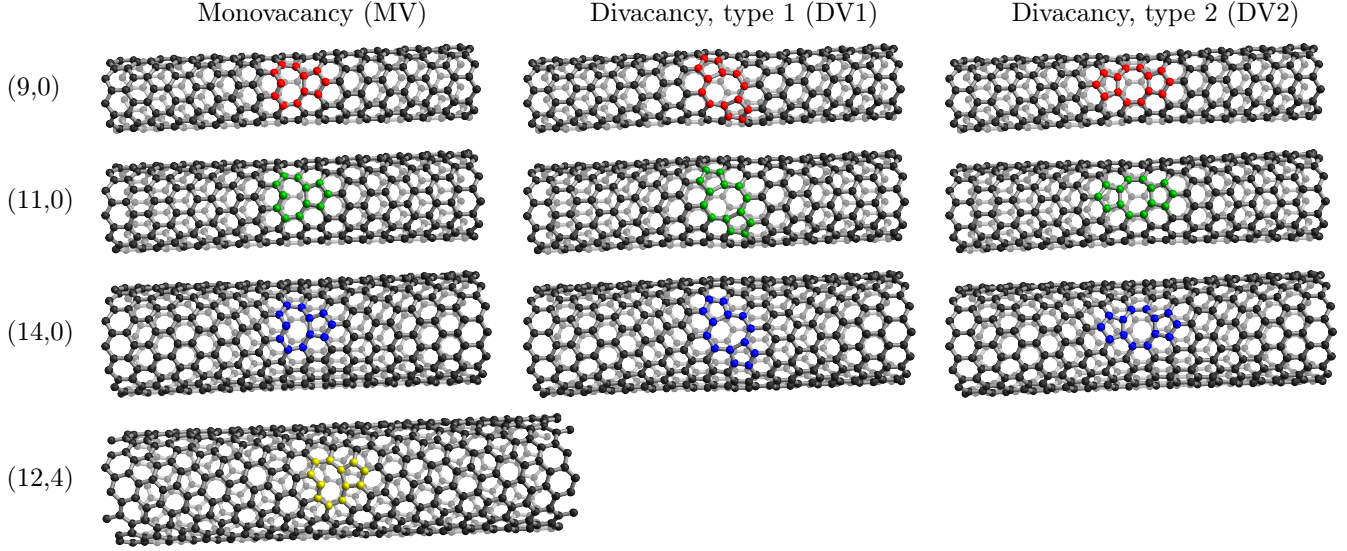 Monovacancy (MV) Divacancy, type 1 (DV1) Divacancy, type 2 (DV2)
(9,0)
(11,0)
(14,0)
(12,4)